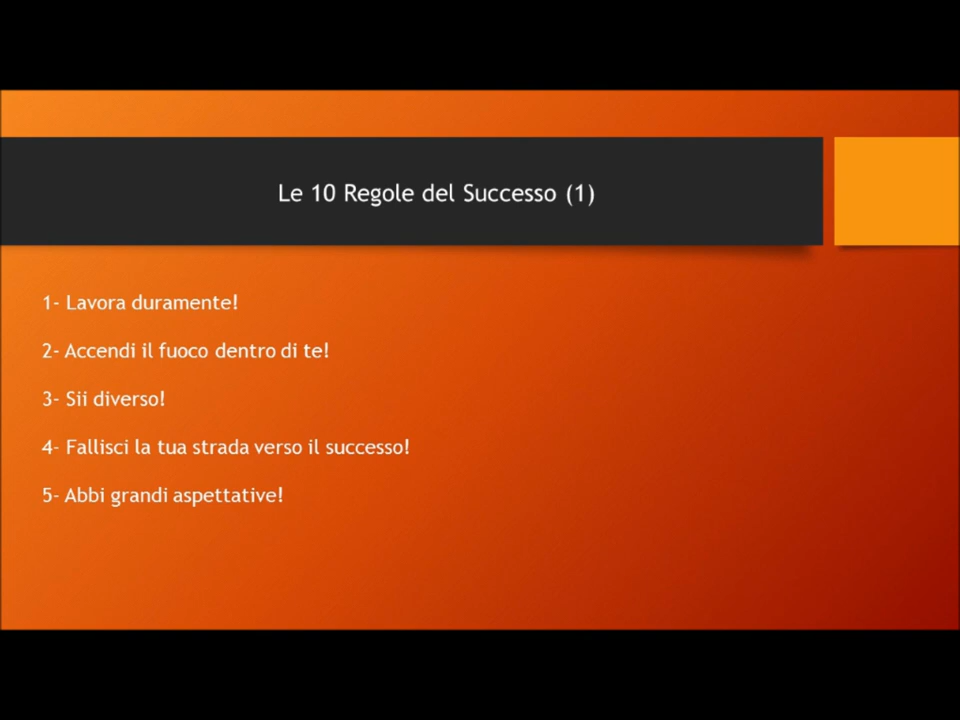 Le 10 Regole del Successo (1)
1- Lavora duramente!
2- Accendi il fuoco dentro di te!
3- Sii diverso!
4- Fallisci la tua strada verso il successo!
5- Abbi grandi aspettative!